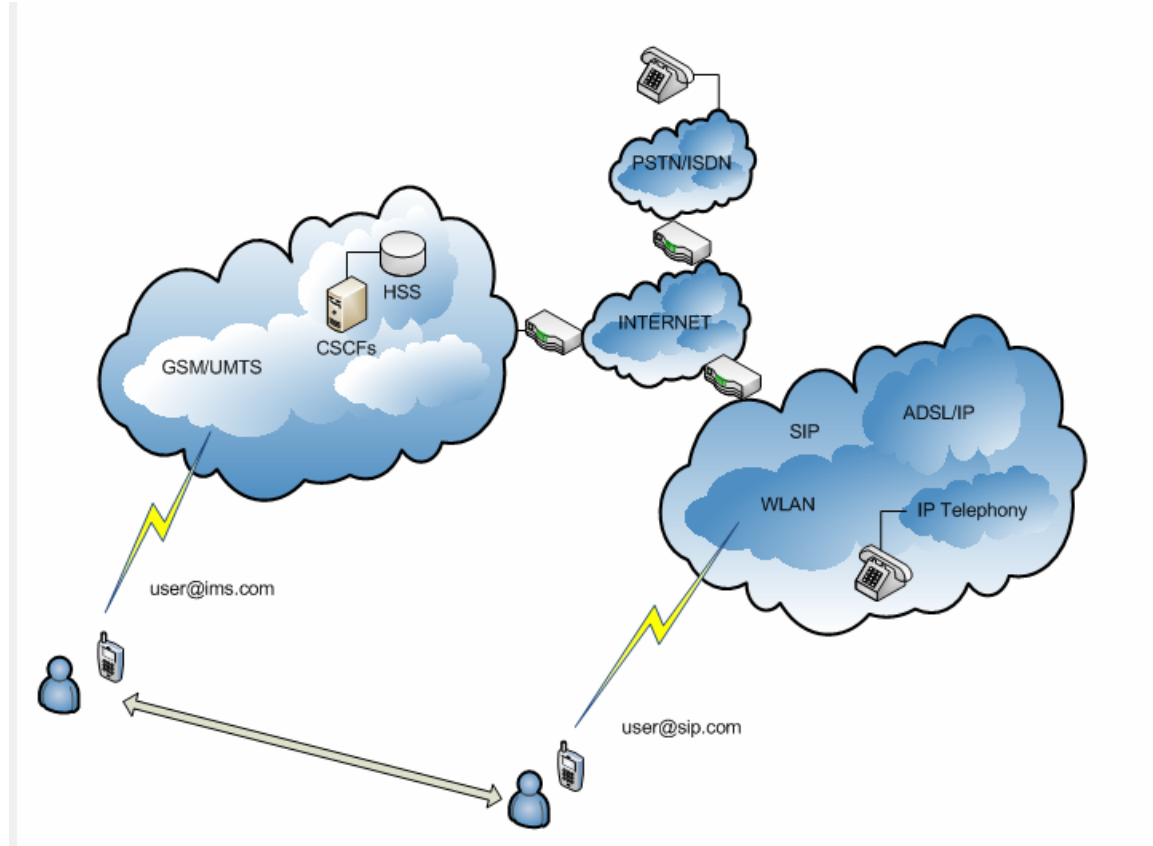 PSTN/ISDN
HSS
INTERNET
CSCFs
GSM/UMTS
ADSL/IP
SIP
WLAN
IP Telephony
user@ims.com
user@sip.com